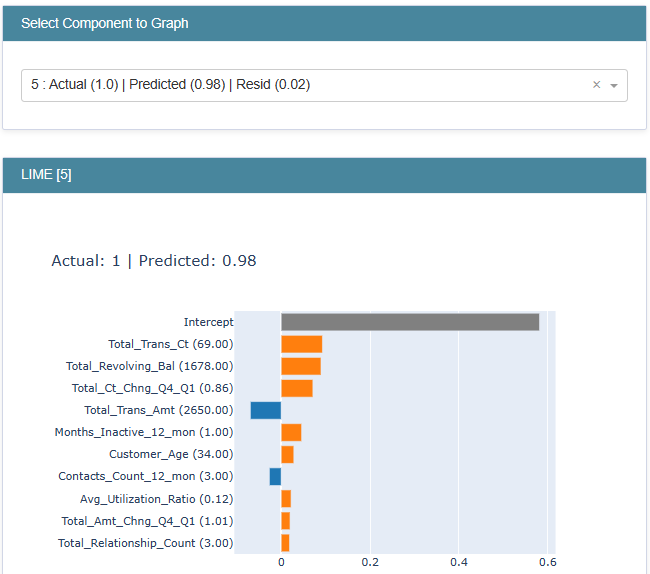 Select Component to Graph
5 : Actual (1.0) | Predicted (0.98) | Resid (0.02)
LIME [5]
Actual: 1 | Predicted: 0.98
Intercept
Total_Trans_Ct (69.00)
Total_Revolving_Bal (1678.00)
Total_Ct_Chng_Q4_Q1 (0.86)
Total_Trans_Amt (2650.00)
Months_Inactive_12_mon (1.00)
Customer_Age (34.00)
Contacts_Count_12_mon (3.00)
Avg_Utilization_Ratio (0.12)
Total_Amt_Chng_Q4_Q1 (1.01)
Total_Relationship_Count (3.00)
0 0.2 0.4 0.6